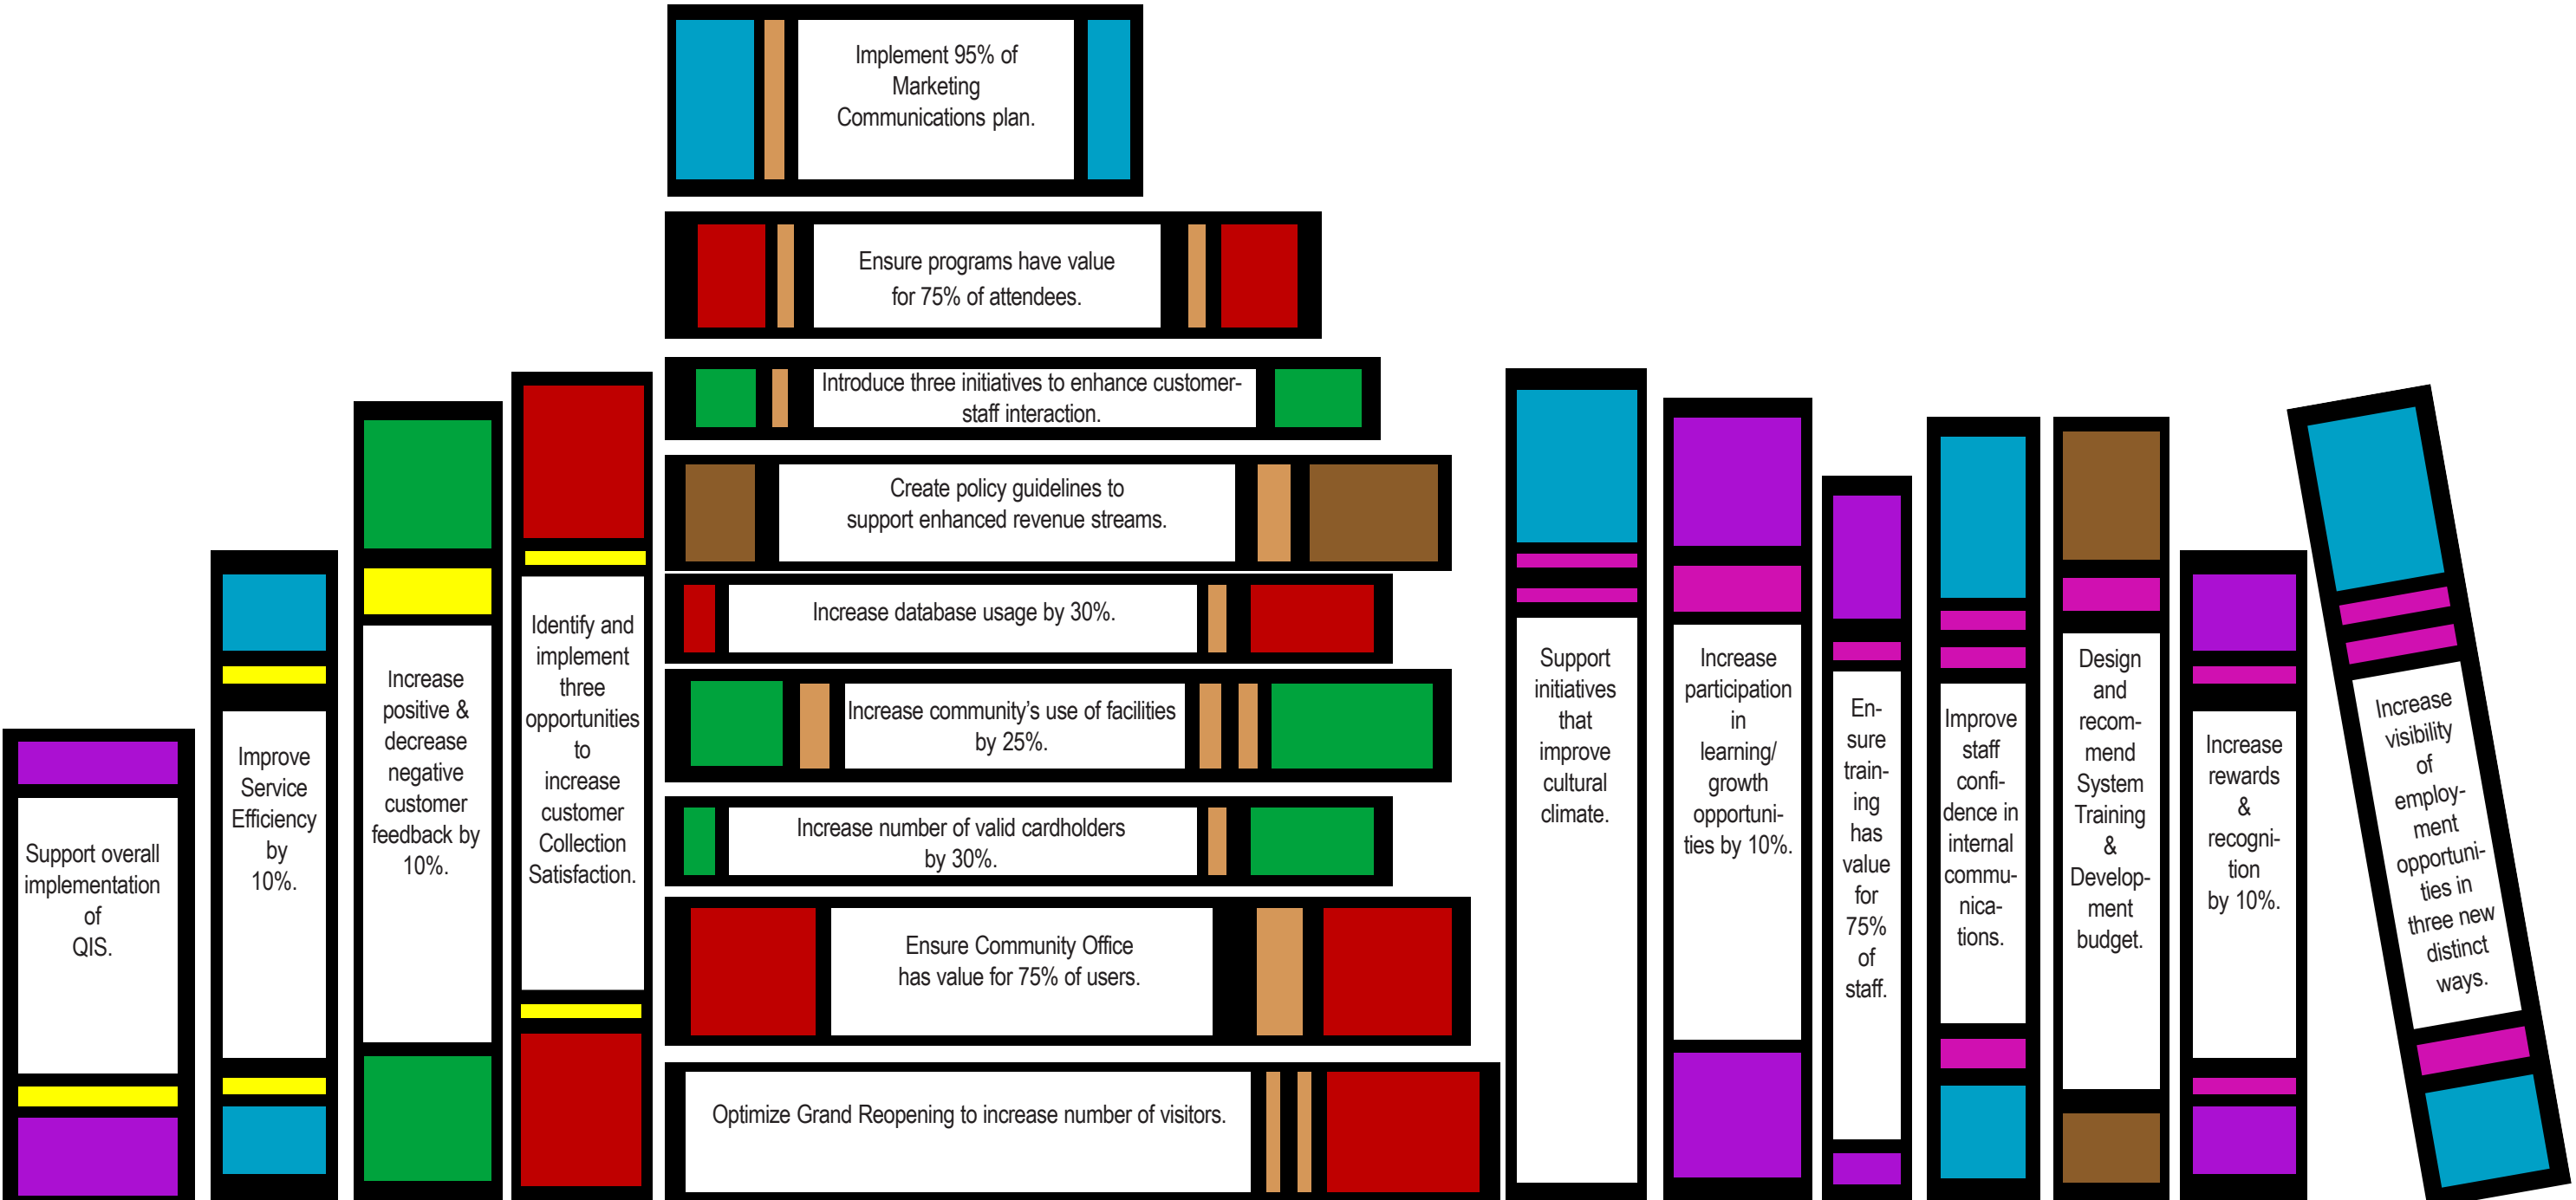 Support overall
implementation
of
QIS.
Improve
Service
Efficiency
by
10%.
Increase
positive &
decrease
negative
customer
feedback by
10%.
Identify and
implement
three
opportunities
to
increase
customer
Collection
Satisfaction.
Implement 95% of
Marketing
Communications plan.
Ensure programs have value
for 75% of attendees.
Introduce three initiatives to enhance customer-
staff interaction.
Create policy guidelines to
support enhanced revenue streams.
Increase database usage by 30%.
Increase community's use of facilities
by 25%.
Increase number of valid cardholders
by 30%.
Ensure Community Office
has value for 75% of users.
Optimize Grand Reopening to increase number of visitors.
Support
initiatives
that
improve
cultural
climate.
Increase
participation
in
learning/
growth
opportuni-
ties by 10%.
En-
sure
train-
ing
has
value
for
75%
of
staff.
Improve
staff
confi-
dence in
internal
commu-
nica-
tions.
Design
and
recom-
mend
System
Training
&
Develop-
ment
budget.
Increase
rewards
&
recogni-
tion
by 10%.
Increase
visibility
of
employ-
ment
opportuni-
ties in
three new
distinct
ways.